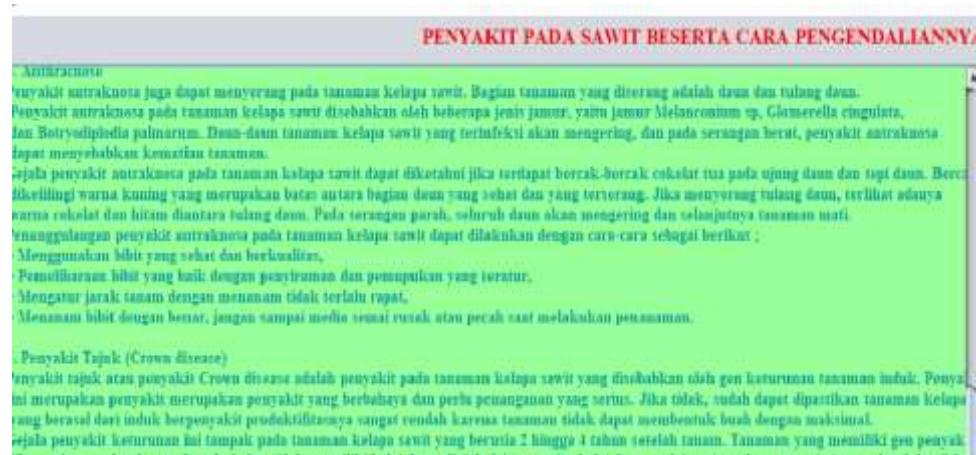 PENYAKIT PADA SAWIT BESERTA CARA PENGENDALIANNYA
. Anthracnose
Penyakit antraknosa juga dapat menyerang pada tanaman kelapa sawit. Bagian tanaman yang diserang adalah daun dan tulang daun.
Penyakit antraknosa pada tanaman kelapa sawit disebabkan oleh beberapa jenis jamur, yaitu jamur Melanconium sp, Glomerella cingulata,
dan Botryodiplodia palmarum. Daun-daun tanaman kelapa sawit yang terinfeksi akan mengering, dan pada serangan berat, penyakit antraknosa
dapat menyebabkan kematian tanaman.
Gejala penyakit antraknosa pada tanaman kelapa sawit dapat diketahui jika terdapat bercak-bercak cokelat tua pada ujung daun dan tepi daun. Berca
dikelilingi warna kuning yang merupakan batas antara bagian daun yang sehat dan yang terserang. Jika menyerang tulang daun, terlihat adanya
warna cokelat dan hitam diantara tulang daun. Pada serangan parah, seluruh daun akan mengering dan selanjutnya tanaman mati.
Penanggulangan penyakit antraknosa pada tanaman kelapa sawit dapat dilakukan dengan cara-cara sebagai berikut ;
- Menggunakan bibit yang sehat dan berkualitas,
- Pemeliharaan bibit yang baik dengan penyiraman dan pemupukan yang teratur,
- Mengatur jarak tanam dengan menanam tidak terlalu rapat,
- Menanam bibit dengan benar, jangan sampai media semai rusak atau pecah saat melakukan penanaman.
. Penyakit Tajuk (Crown disease)
Penyakit tajuk atau penyakit Crown disease adalah penyakit pada tanaman kelapa sawit yang disebabkan oleh gen keturunan tanaman induk. Penya
ini merupakan penyakit merupakan penyakit yang berbahaya dan perlu penanganan yang serius. Jika tidak, sudah dapat dipastikan tanaman kelapa
yang berasal dari induk berpenyakit produktifitasnya sangat rendah karena tanaman tidak dapat membentuk buah dengan maksimal.
Gejala penyakit keturunan ini tampak pada tanaman kelapa sawit yang berusia 2 hingga 4 tahun setelah tanam. Tanaman yang memiliki gen penyak